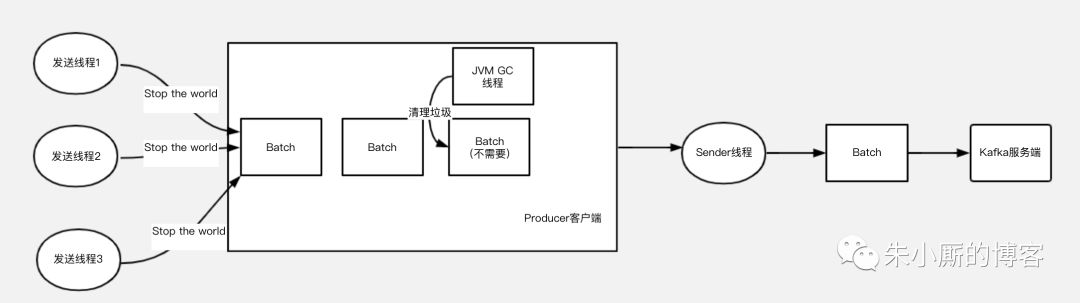 发送线程1
Stop the world
发送线程2
Stop the world
发送线程3
Stop the world
JVM GC
线程
清理垃圾
Batch
Batch
Batch
(不需要)
Producer客户端
Sender线程
Batch
Kafka服务端
朱小厮的博客